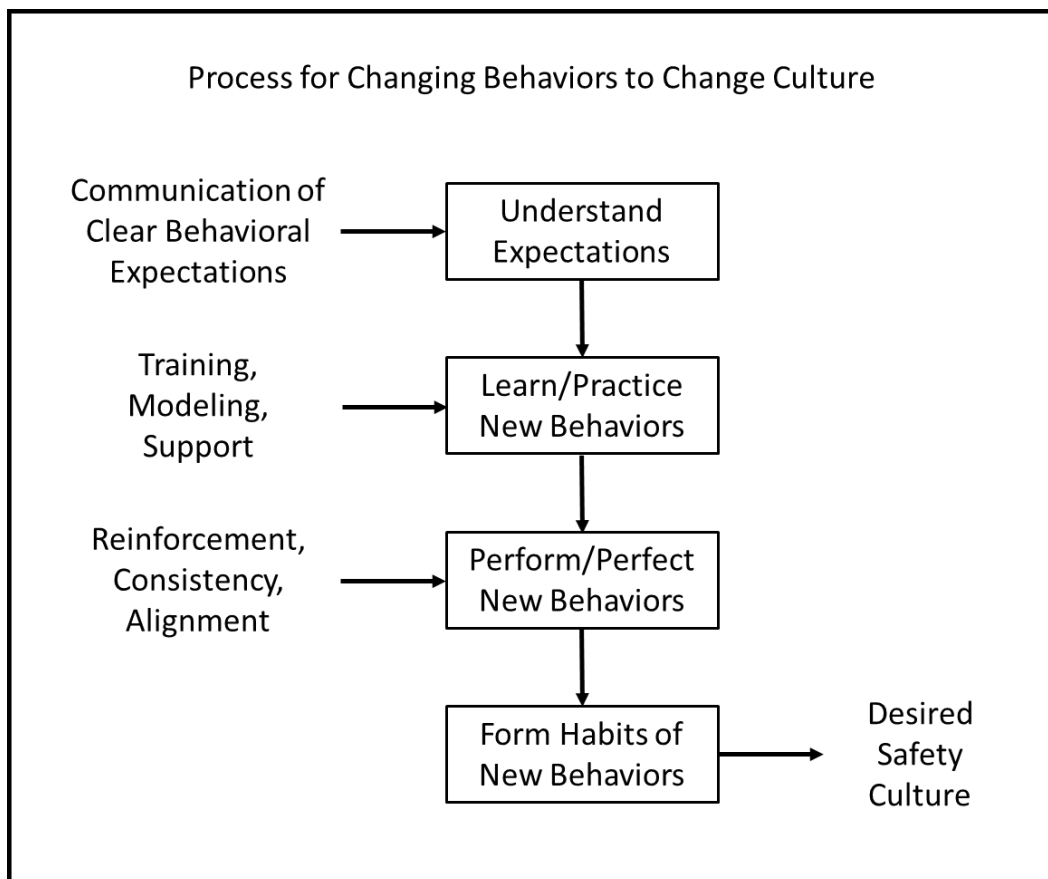 Process for Changing Behaviors to Change Culture
Communication of
Clear Behavioral
Expectations
Understand
Expectations
Training,
Modeling,
Support
Learn/Practice
New Behaviors
Reinforcement,
Consistency,
Alignment
Perform/Perfect
New Behaviors
Form Habits of
New Behaviors
Desired
Safety
Culture